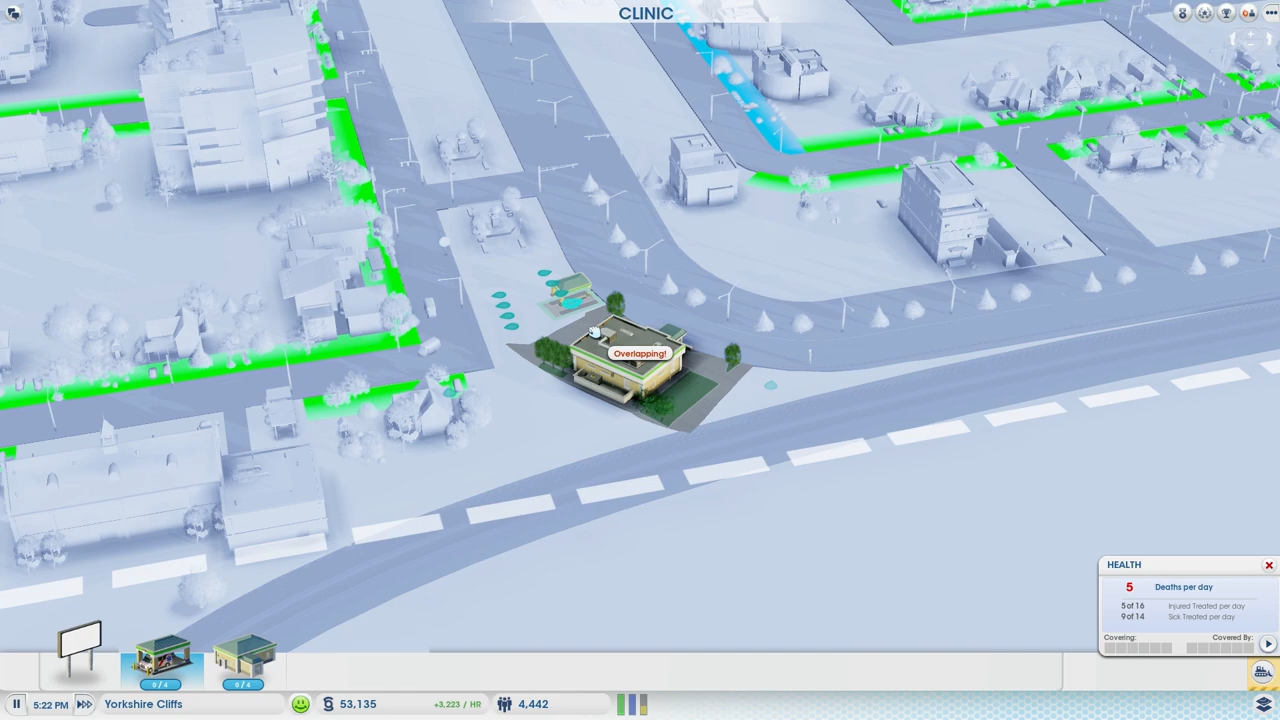 CLINIC
Overlapping!
HEALTH
5 Deaths per day
5 of 16 Injured Treated per day
9 of 14 Sick Treated per day
Covering: Covered By:
0 / 4
0 / 4
5:22 PM
Yorkshire Cliffs
53,135
+3,223 / HR
4,442